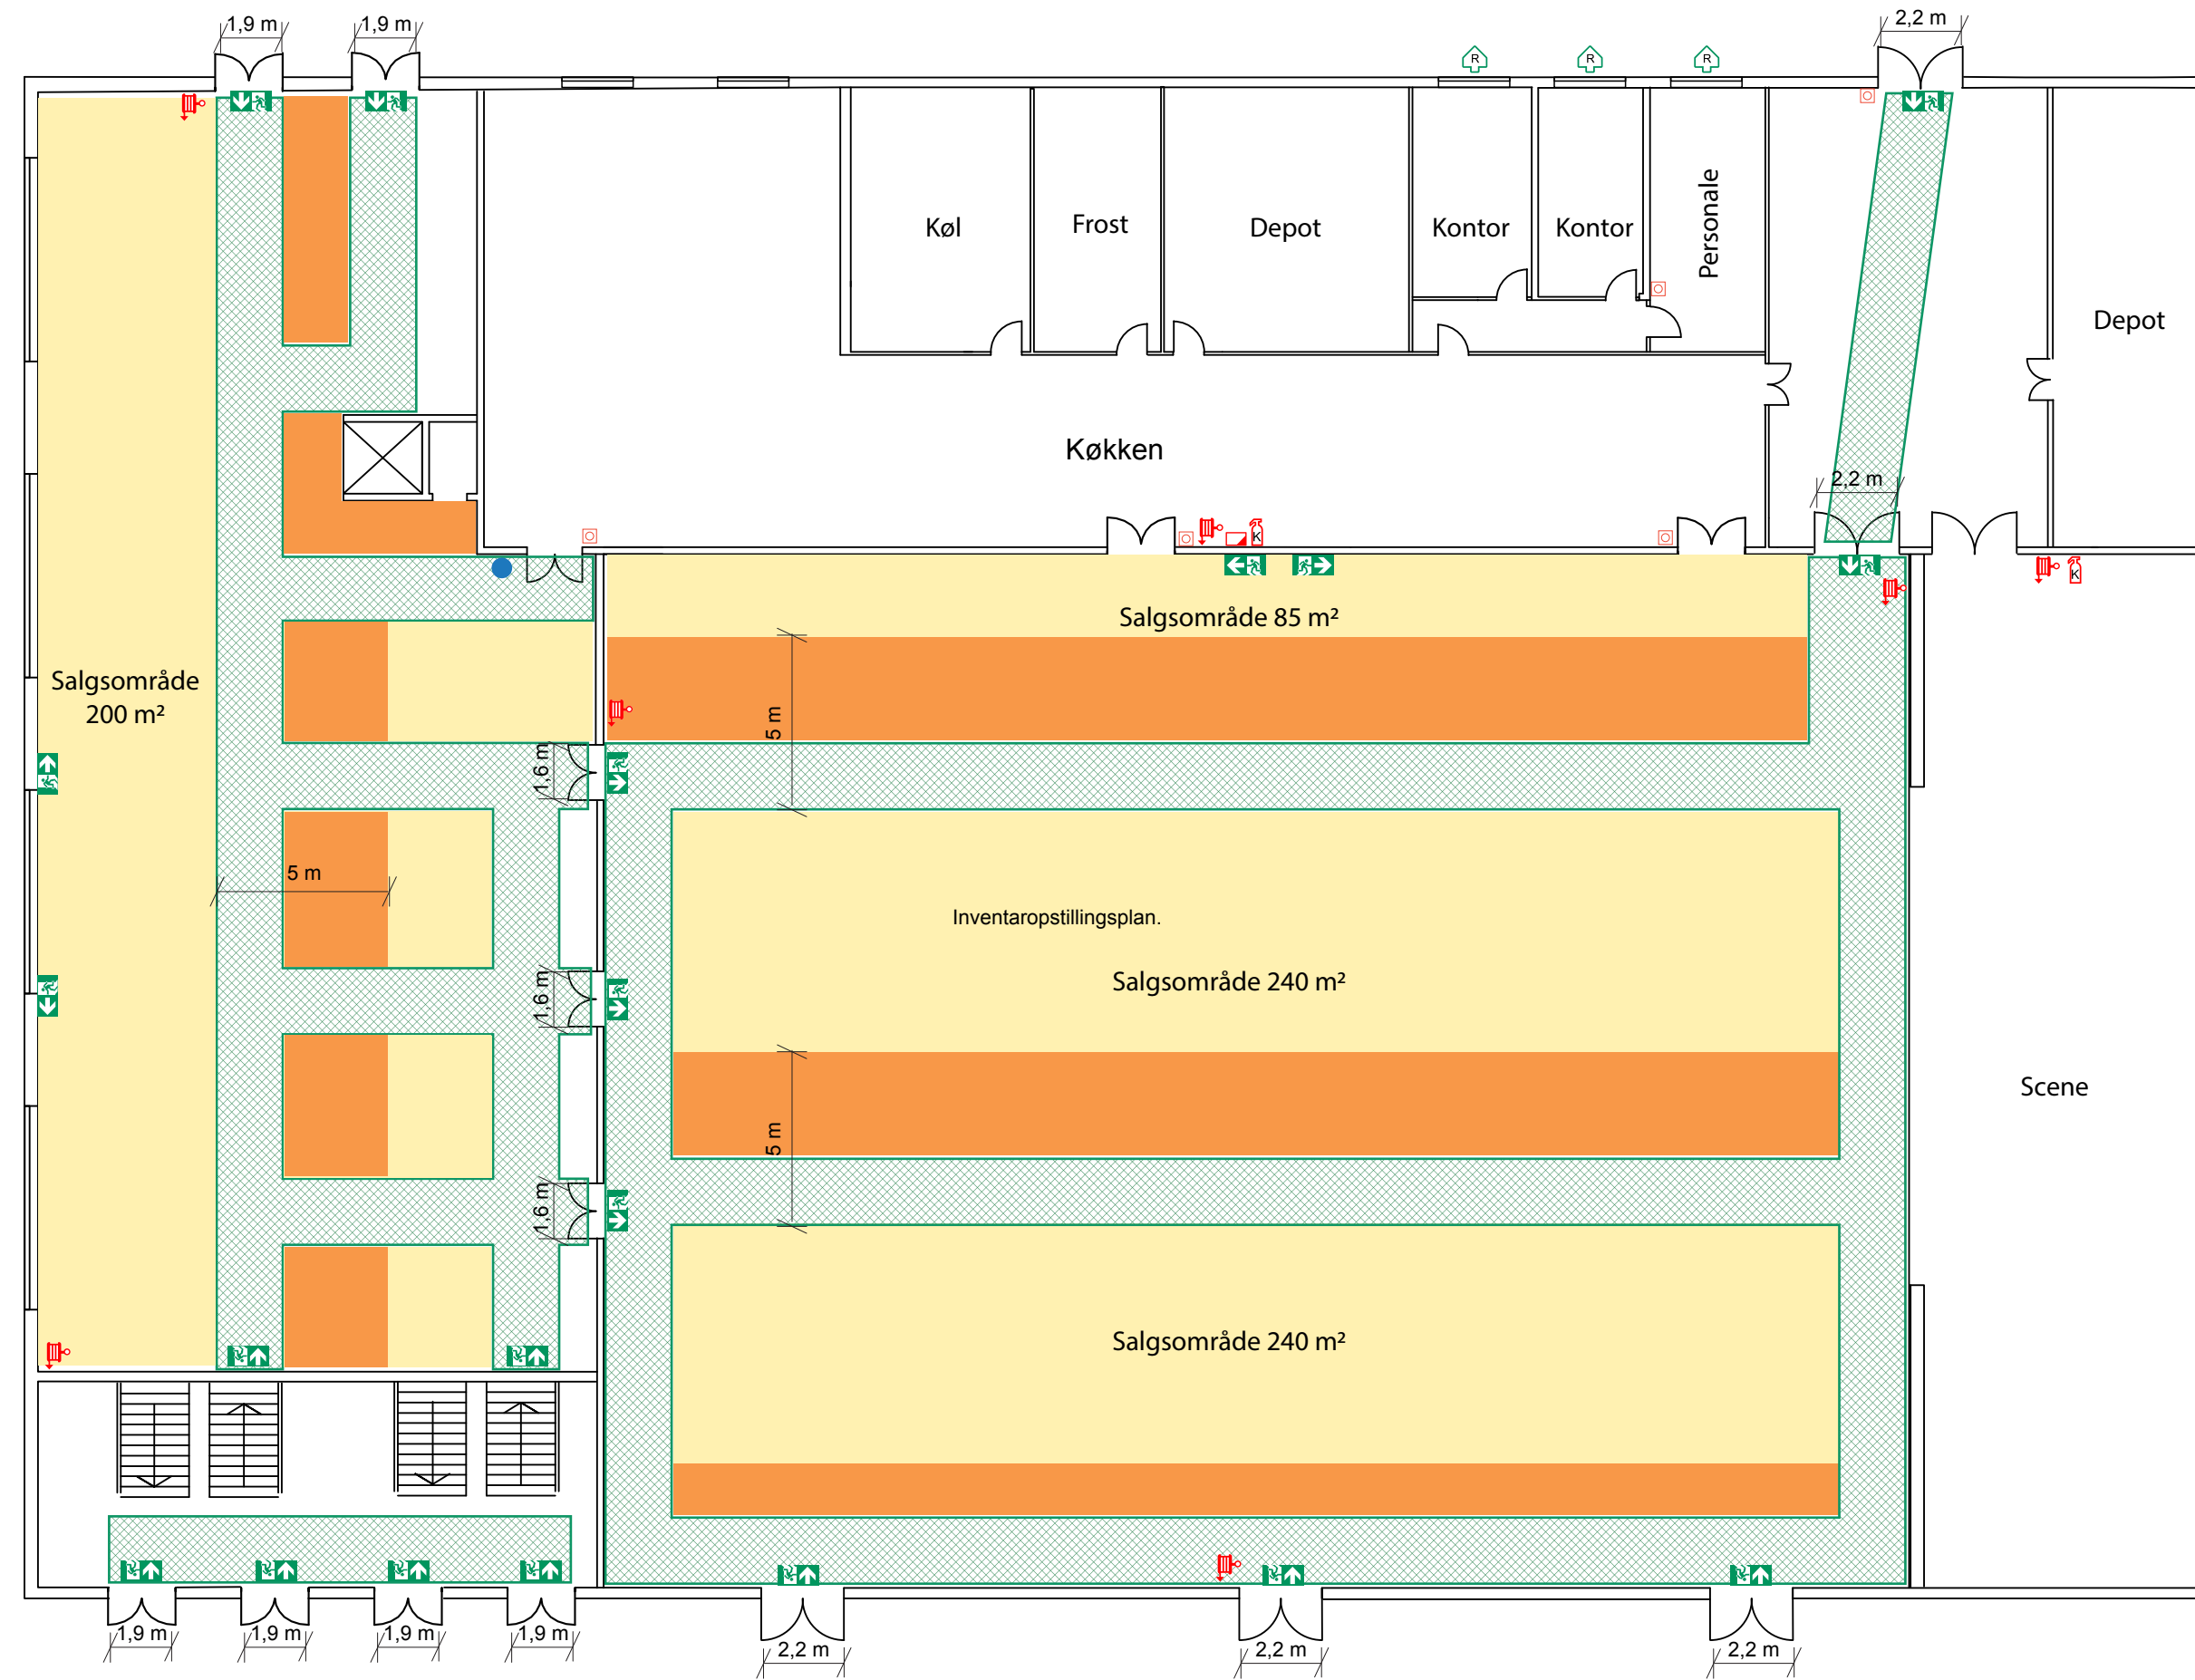 1,9 m
1,9 m
2,2 m
R
R
R
Køl
Frost
Depot
Kontor
Kontor
Personale
Depot
Køkken
2,2 m
K
K
Salgsområde 85 m²
Salgsområde
200 m²
5 m
1,6 m
5 m
Inventaropstillingsplan.
Salgsområde 240 m²
1,6 m
Scene
5 m
1,6 m
Salgsområde 240 m²
1,9 m
1,9 m
1,9 m
1,9 m
2,2 m
2,2 m
2,2 m